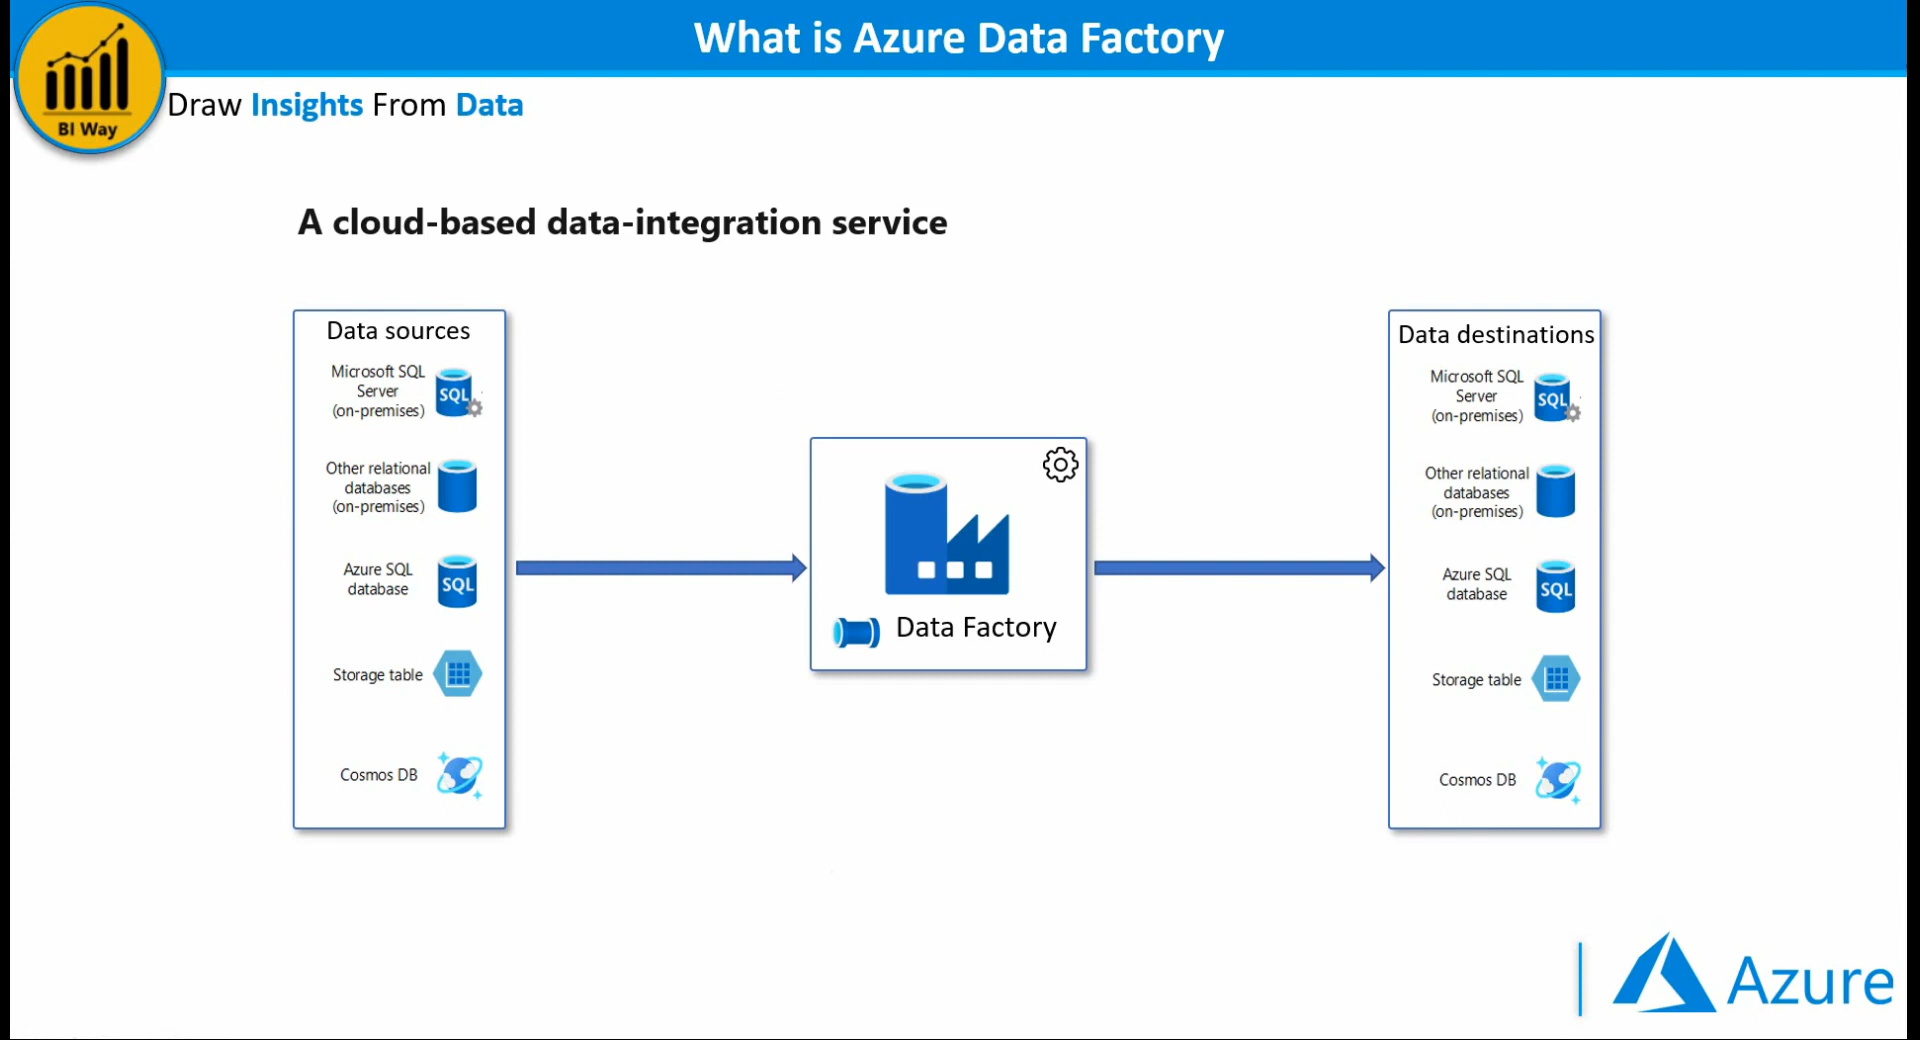 What is Azure Data Factory
BI Way
Draw Insights From Data
A cloud-based data-integration service
Data sources
Microsoft SQL
Server
(on-premises)
SQL
Other relational
databases
(on-premises)
Azure SQL
database
SQL
Storage table
Cosmos DB
Data Factory
Data destinations
Microsoft SQL
Server
(on-premises)
SQL
Other relational
databases
(on-premises)
Azure SQL
database
SQL
Storage table
Cosmos DB
Azure